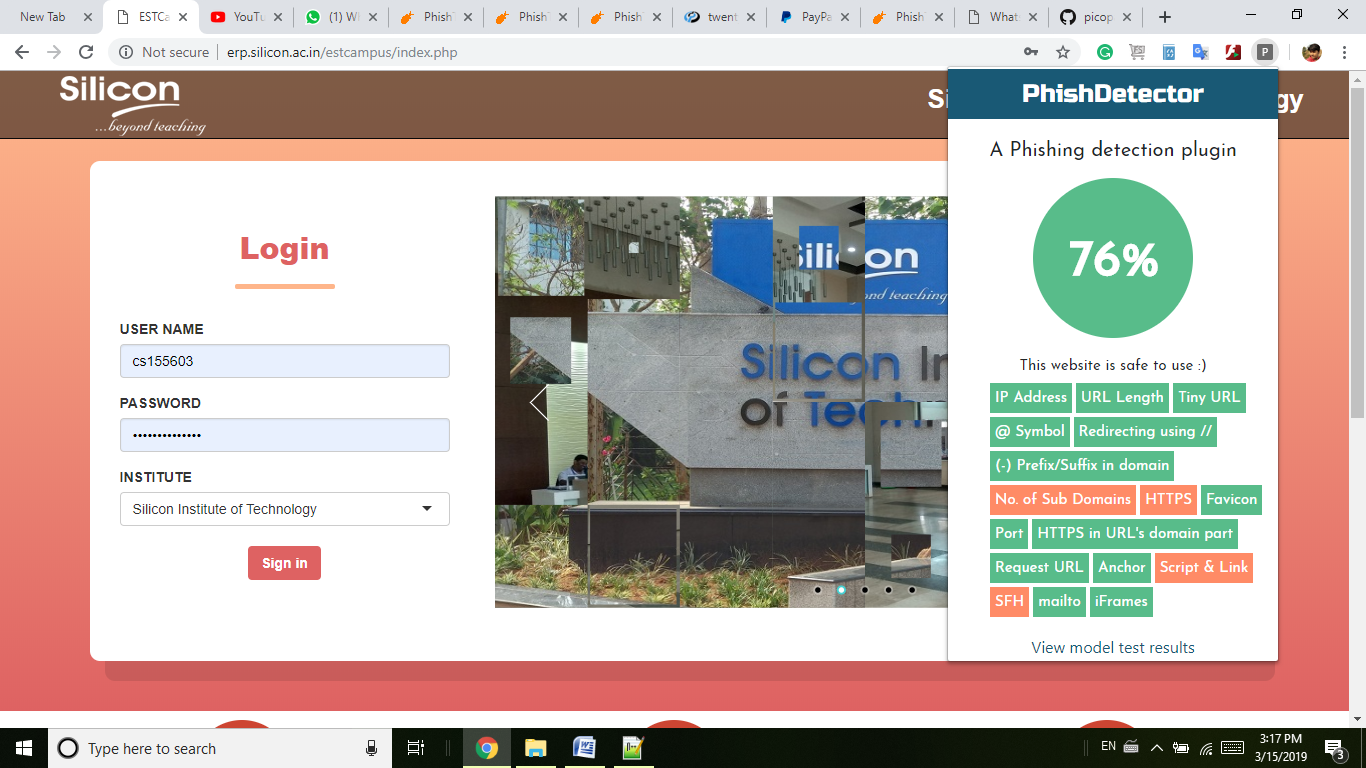 New Tab
ESTCa
YouTu
(1) W
Phish
Phish
Phish
twent
PayPa
Phish
What
picop
Not secure
erp.silicon.ac.in/estcampus/index.php
P
Silicon
...beyond teaching
Si
gy
PhishDetector
A Phishing detection plugin
76%
This website is safe to use :)
IP Address URL Length Tiny URL
@ Symbol Redirecting using //
(-) Prefix/Suffix in domain
No. of Sub Domains HTTPS Favicon
Port HTTPS in URL's domain part
Request URL Anchor Script & Link
SFH mailto iFrames
View model test results
Login
USER NAME
cs155603
PASSWORD
••••••••••••••
INSTITUTE
Silicon Institute of Technology
Sign in
Silicon
beyond teaching
Silicon In
of Techn
Type here to search
EN
3:17 PM
3/15/2019
3